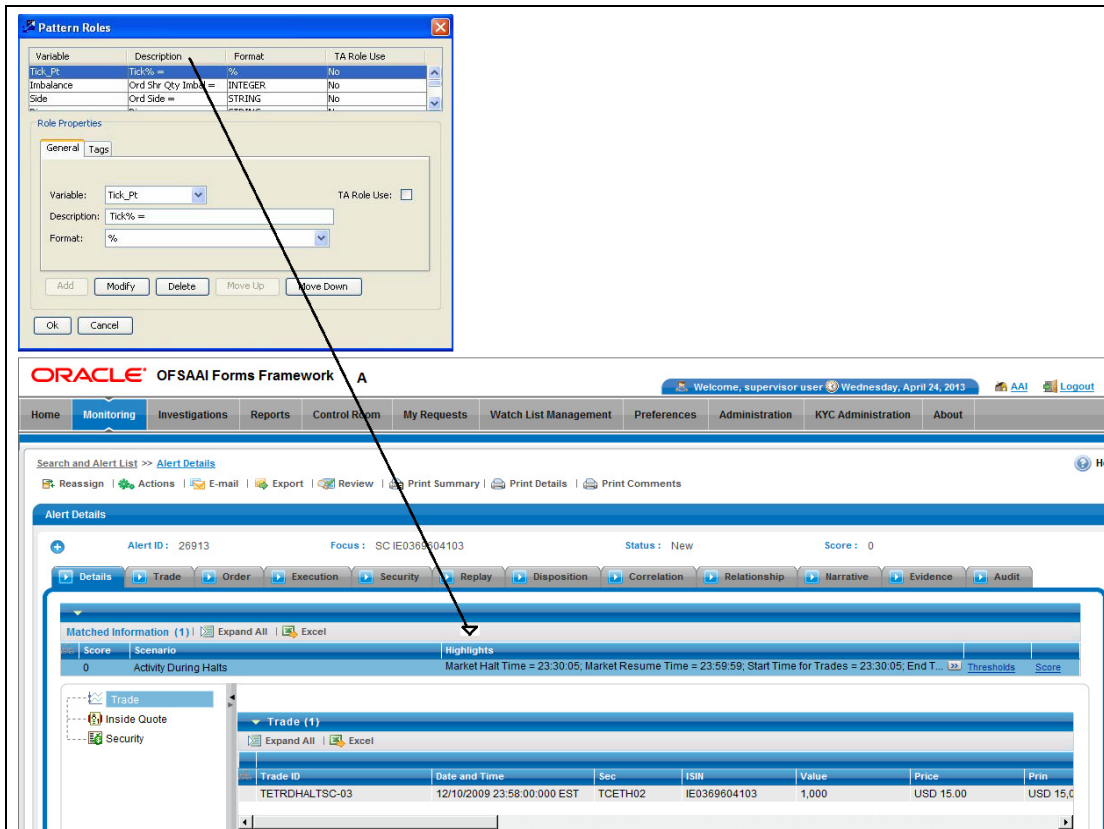 Pattern Roles
Variable Description Format TA Role Use
Tick_Pt Tick% = % No
Imbalance Ord Shr Qty Imbal = INTEGER No
Side Ord Side = STRING No
Role Properties
General Tags
Variable: Tick_Pt TA Role Use:
Description: Tick% =
Format: %
Add Modify Delete Move Up Move Down
Ok Cancel
ORACLE OFSAAI Forms Framework A
Welcome, supervisor user Wednesday, April 24, 2013 AAI Logout
Home Monitoring Investigations Reports Control Room My Requests Watch List Management Preferences Administration KYC Administration About
Search and Alert List >> Alert Details
Reassign | Actions | E-mail | Export | Review | Print Summary | Print Details | Print Comments
Alert Details
Alert ID : 26913 Focus : SC IE0369604103 Status : New Score : 0
Details Trade Order Execution Security Replay Disposition Correlation Relationship Narrative Evidence Audit
Matched Information (1) | Expand All | Excel
Score Scenario Highlights
0 Activity During Halts Market Halt Time = 23:30:05; Market Resume Time = 23:59:59; Start Time for Trades = 23:30:05; End T... >> Thresholds Score
Trade
Inside Quote
Security
Trade (1)
Expand All | Excel
Trade ID Date and Time Sec ISIN Value Price Prin
TETRDHALTSC-03 12/10/2009 23:58:00:000 EST TCETH02 IE0369604103 1,000 USD 15.00 USD 15,0